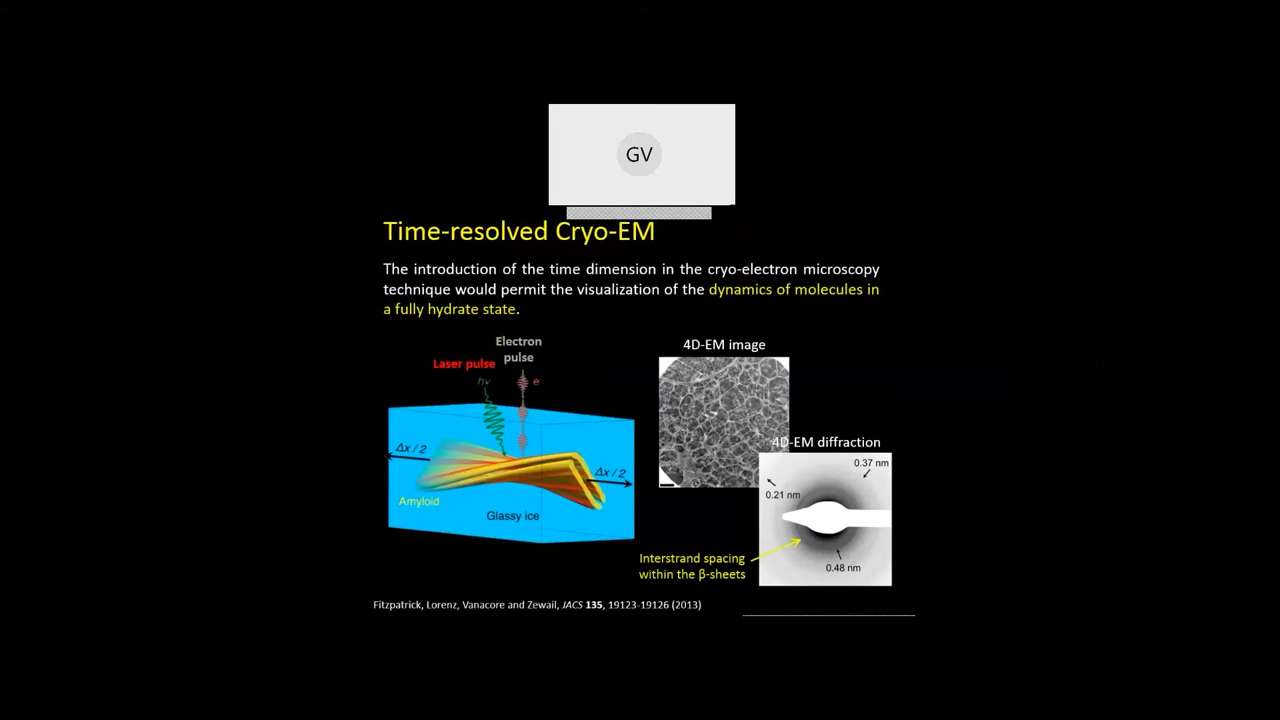 GV
Time-resolved Cryo-EM
The introduction of the time dimension in the cryo-electron microscopy
technique would permit the visualization of the dynamics of molecules in
a fully hydrate state.
Electron
pulse
Laser pulse
hν
e⁻
Δx / 2
Δx / 2
Amyloid
Glassy ice
4D-EM image
4D-EM diffraction
0.37 nm
0.21 nm
0.48 nm
Interstrand spacing
within the β-sheets
Fitzpatrick, Lorenz, Vanacore and Zewail, JACS 135, 19123-19126 (2013)